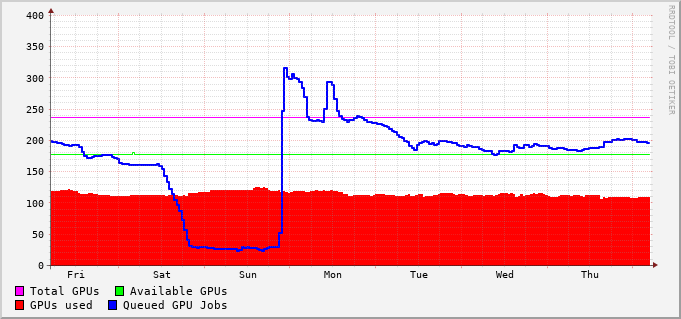 400
350
300
250
200
150
100
50
0
Fri Sat Sun Mon Tue Wed Thu
Total GPUs Available GPUs
GPUs used Queued GPU Jobs
RRDTOOL / TOBI OETIKER